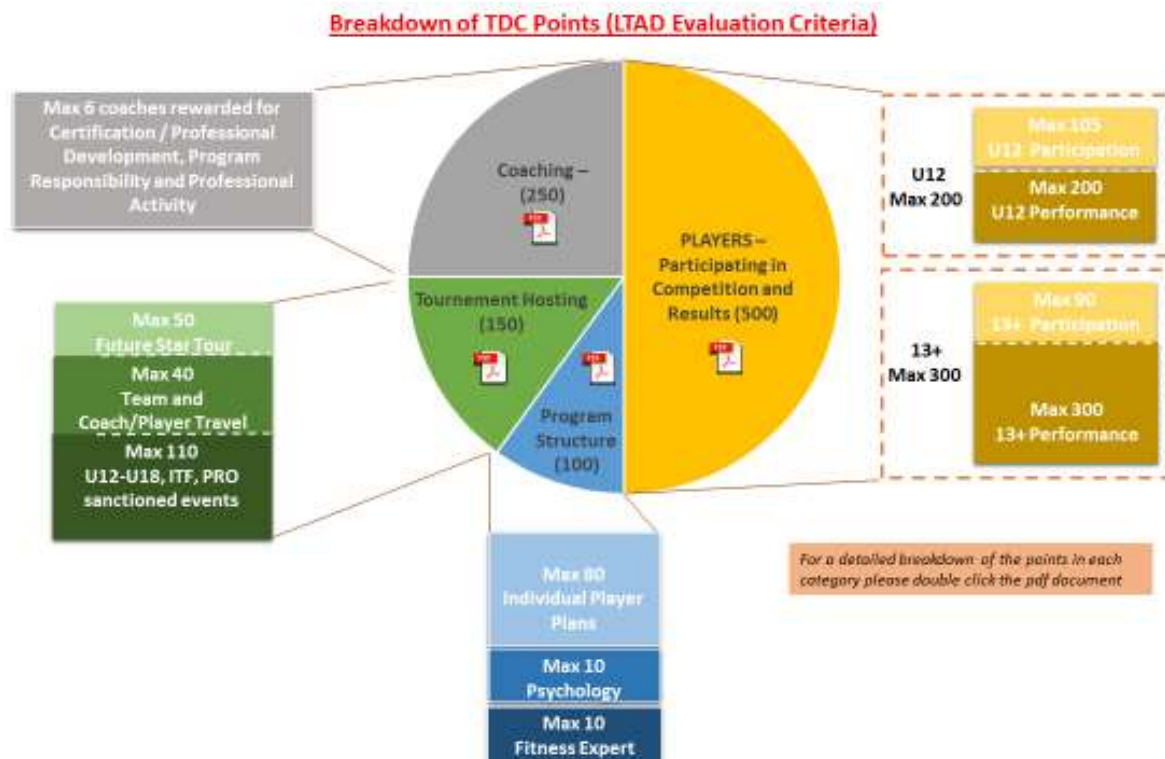 Breakdown of TDC Points (LTAD Evaluation Criteria)
Max 6 coaches rewarded for
Certification / Professional
Development, Program
Responsibility and Professional
Activity
Coaching –
(250)
PDF
PLAYERS –
Participating in
Competition and
Results (500)
PDF
Tournement Hosting
(150)
PDF
PDF
Program
Structure
(100)
U12
Max 200
Max 105
U12 Participation
Max 200
U12 Performance
13+
Max 300
Max 90
13+ Participation
Max 300
13+ Performance
Max 50
Future Star Tour
Max 40
Team and
Coach/Player Travel
Max 110
U12-U18, ITF, PRO
sanctioned events
Max 80
Individual Player
Plans
Max 10
Psychology
Max 10
Fitness Expert
For a detailed breakdown of the points in each
category please double click the pdf document